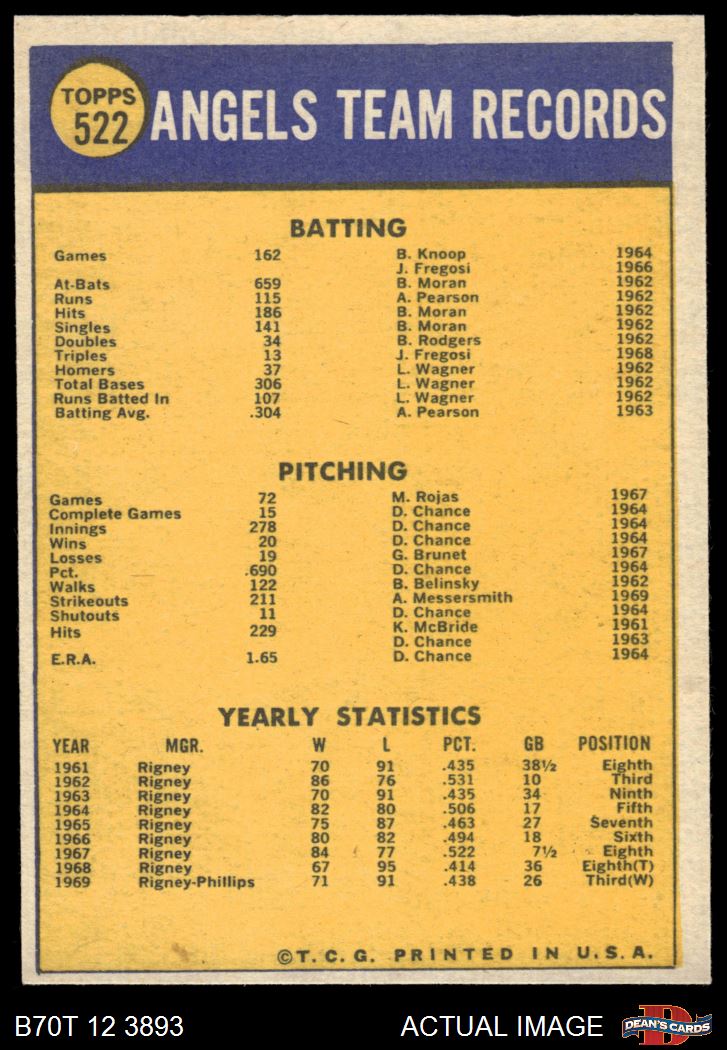 TOPPS
522
ANGELS TEAM RECORDS
BATTING
Games 162 B. Knoop 1964
J. Fregosi 1966
At-Bats 659 B. Moran 1962
Runs 115 A. Pearson 1962
Hits 186 B. Moran 1962
Singles 141 B. Moran 1962
Doubles 34 B. Rodgers 1962
Triples 13 J. Fregosi 1968
Homers 37 L. Wagner 1962
Total Bases 306 L. Wagner 1962
Runs Batted In 107 L. Wagner 1962
Batting Avg. .304 A. Pearson 1963
PITCHING
Games 72 M. Rojas 1967
Complete Games 15 D. Chance 1964
Innings 278 D. Chance 1964
Wins 20 D. Chance 1964
Losses 19 G. Brunet 1967
Pct. .690 D. Chance 1964
Walks 122 B. Belinsky 1962
Strikeouts 211 A. Messersmith 1969
Shutouts 11 D. Chance 1964
Hits 229 K. McBride 1961
D. Chance 1963
E.R.A. 1.65 D. Chance 1964
YEARLY STATISTICS
YEAR MGR. W L PCT. GB POSITION
1961 Rigney 70 91 .435 38½ Eighth
1962 Rigney 86 76 .531 10 Third
1963 Rigney 70 91 .435 34 Ninth
1964 Rigney 82 80 .506 17 Fifth
1965 Rigney 75 87 .463 27 Seventh
1966 Rigney 80 82 .494 18 Sixth
1967 Rigney 84 77 .522 7½ Eighth
1968 Rigney 67 95 .414 36 Eighth(T)
1969 Rigney-Phillips 71 91 .438 26 Third(W)
©T.C.G. PRINTED IN U.S.A.
B70T 12 3893 ACTUAL IMAGE D DEAN'S CARDS